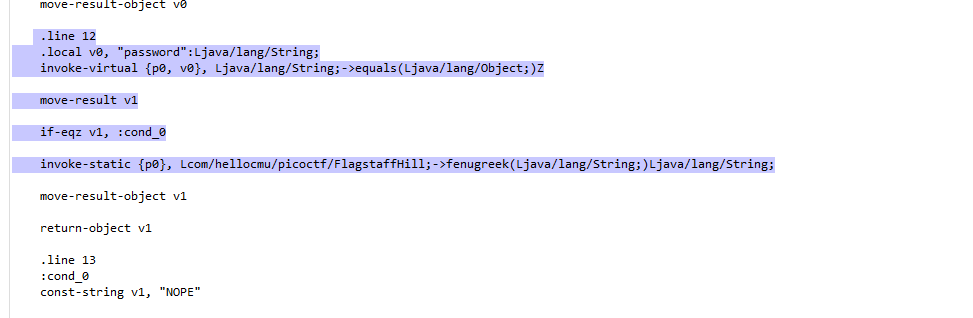 move-result-object v0
.line 12
.local v0, "password":Ljava/lang/String;
invoke-virtual {p0, v0}, Ljava/lang/String;->equals(Ljava/lang/Object;)Z
move-result v1
if-eqz v1, :cond_0
invoke-static {p0}, Lcom/hellocmu/picoctf/FlagstaffHill;->fenugreek(Ljava/lang/String;)Ljava/lang/String;
move-result-object v1
return-object v1
.line 13
:cond_0
const-string v1, "NOPE"